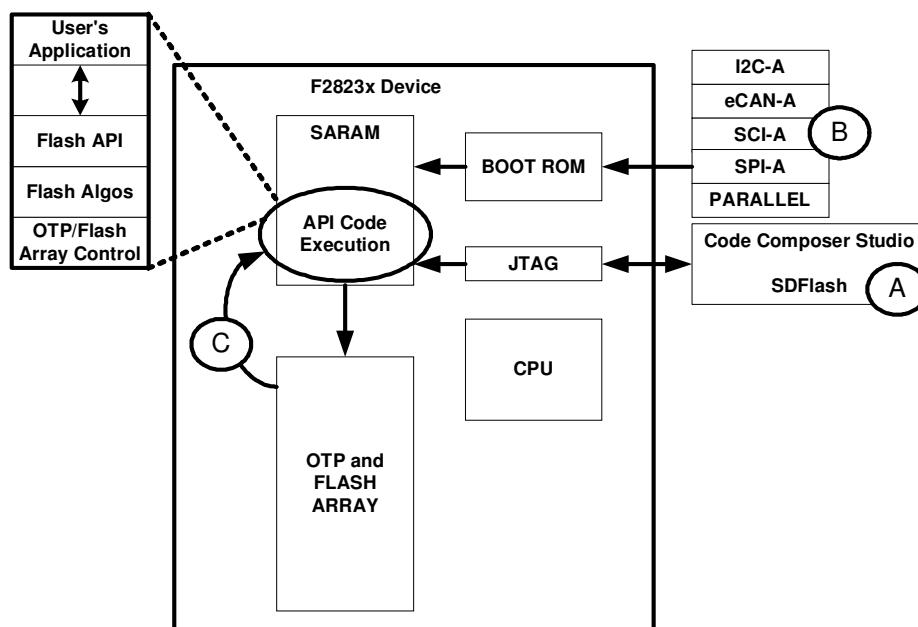 User's
Application
Flash API
Flash Algos
OTP/Flash
Array Control
F2823x Device
SARAM
API Code
Execution
BOOT ROM
JTAG
CPU
C
OTP and
FLASH
ARRAY
I2C-A
eCAN-A
SCI-A
SPI-A
PARALLEL
B
Code Composer Studio
SDFlash
A